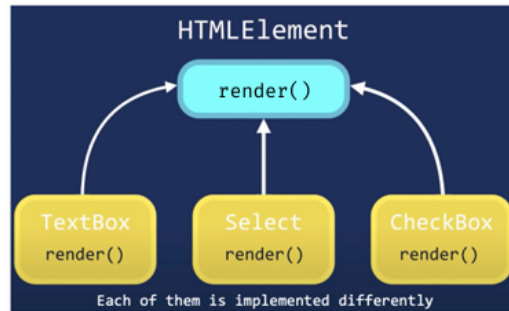 HTMLElement
render()
TextBox Select CheckBox
render() render() render()
Each of them is implemented differently